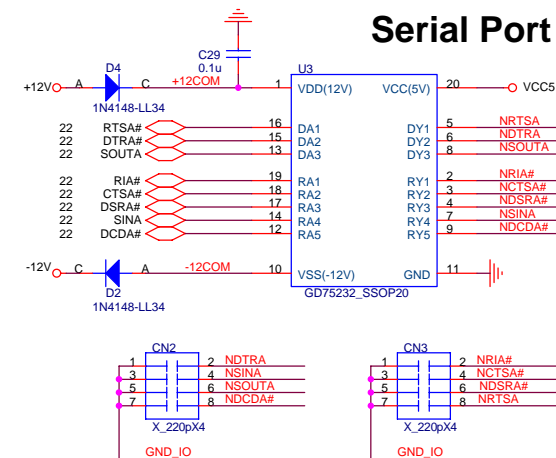 Serial Port
C29
0.1u
U3
D4
+12V A C +12COM 1 VDD(12V) VCC(5V) 20 VCC5
1N4148-LL34
22 RTSA# 16 DA1 DY1 5 NRTSA
22 DTRA# 15 DA2 DY2 6 NDTRA
22 SOUTA 13 DA3 DY3 8 NSOUTA
22 RIA# 19 RA1 RY1 2 NRIA#
22 CTSA# 18 RA2 RY2 3 NCTSA#
22 DSRA# 17 RA3 RY3 4 NDSRA#
22 SINA 14 RA4 RY4 7 NSINA
22 DCDA# 12 RA5 RY5 9 NDCDA#
-12V C A -12COM 10 VSS(-12V) GND 11
D2
1N4148-LL34
GD75232_SSOP20
CN2
1 2 NDTRA
3 4 NSINA
5 6 NSOUTA
7 8 NDCDA#
X_220pX4
GND_IO
CN3
1 2 NRIA#
3 4 NCTSA#
5 6 NDSRA#
7 8 NRTSA
X_220pX4
GND_IO